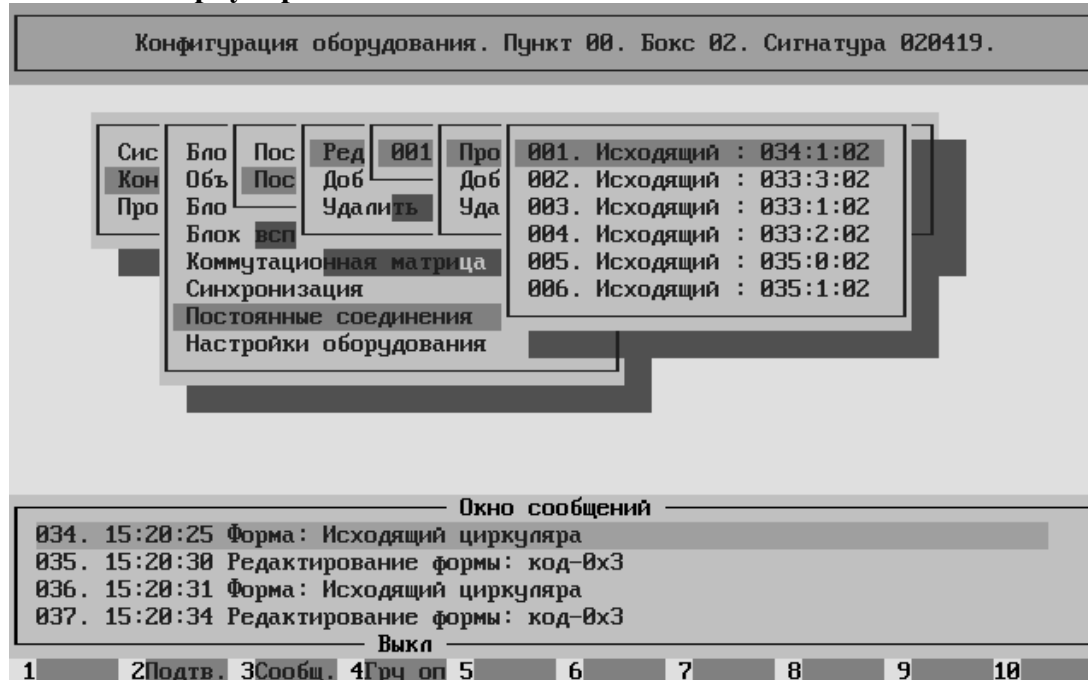 Конфигурация оборудования. Пункт 00. Бокс 02. Сигнатура 020419.
Сис Бло Пос Ред 001 Про 001. Исходящий : 034:1:02
Кон Объ Пос Доб Доб 002. Исходящий : 033:3:02
Про Бло Удалить Уда 003. Исходящий : 033:1:02
Блок всп 004. Исходящий : 033:2:02
Коммутационная матрица 005. Исходящий : 035:0:02
Синхронизация 006. Исходящий : 035:1:02
Постоянные соединения
Настройки оборудования
Окно сообщений
034. 15:20:25 Форма: Исходящий циркуляра
035. 15:20:30 Редактирование формы: код-0x3
036. 15:20:31 Форма: Исходящий циркуляра
037. 15:20:34 Редактирование формы: код-0x3
Выкл
1 2Подтв. 3Сообщ. 4Гру оп 5 6 7 8 9 10